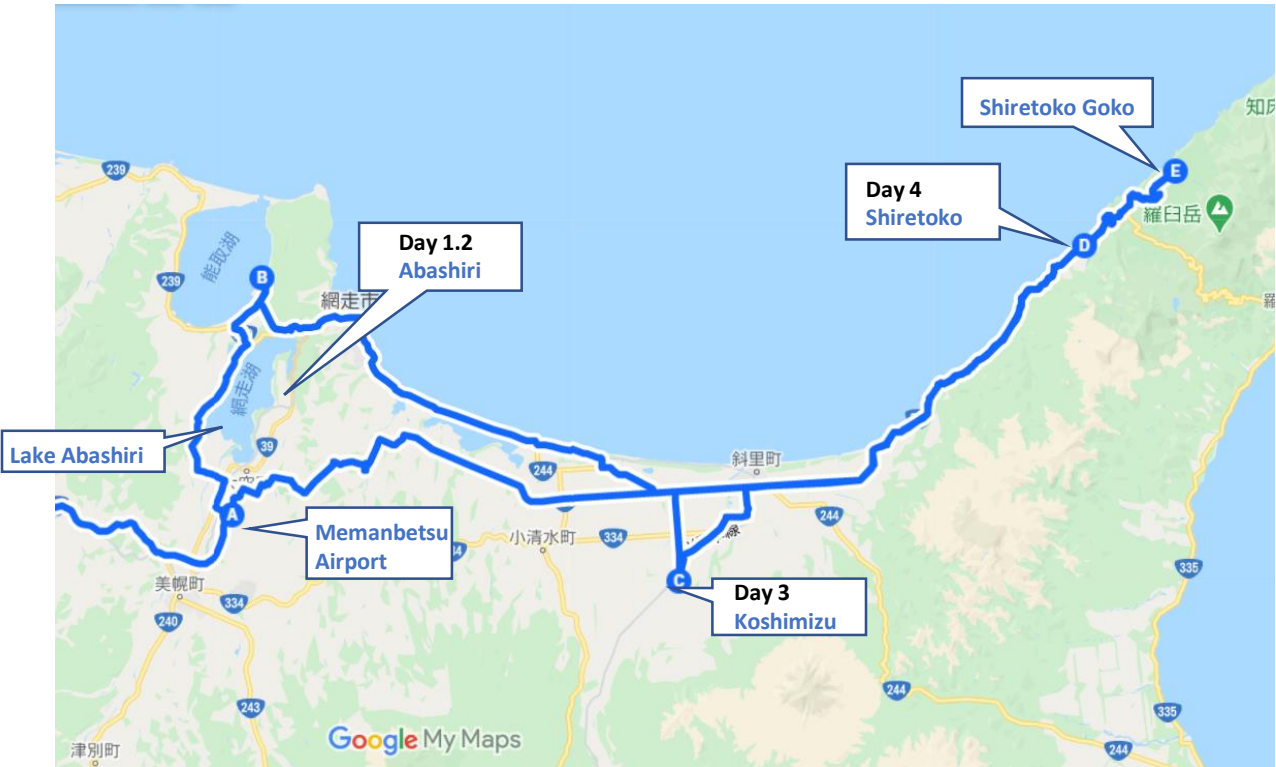 Shiretoko Goko
E
Day 4
Shiretoko
羅臼岳
D
239
能取湖
239
B
Day 1.2
Abashiri
網走市
網走湖
Lake Abashiri
39
A
Memanbetsu
Airport
244
斜里町
244
小清水町
334
C
Day 3
Koshimizu
美幌町
334
240
243
335
244
335
244
津別町
Google My Maps